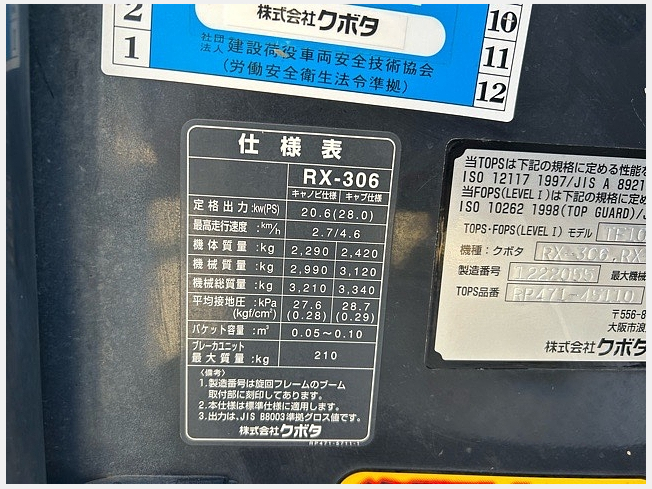 2
1
株式会社クボタ
社団法人 建設荷役車両安全技術協会
(労働安全衛生法令準拠)
10
11
12
仕様表
RX-306
キャノピ仕様 キャブ仕様
定格出力:kw(PS) 20.6(28.0)
最高走行速度:km/h 2.7/4.6
機体質量:kg 2,290 2,420
機械質量:kg 2,990 3,120
機械総質量:kg 3,210 3,340
平均接地圧:kPa 27.6 28.7
(kgf/cm²) (0.28) (0.29)
バケット容量:m³ 0.05~0.10
ブレーカユニット
最大質量:kg 210
〈備考〉
1.製造番号は旋回フレームのブーム
取付部に刻印してあります。
2.本仕様は標準仕様に適用します。
3.出力は、JIS B8003準拠グロス値です。
株式会社クボタ
当TOPSは下記の規格に定める性能を
ISO 12117 1997/JIS A 8921
当FOPS(LEVEL I)は下記の規格に定め
ISO 10262 1998(TOP GUARD)/J
TOPS·FOPS(LEVEL I) モデル
機種:クボタ RX-306,RX
製造番号 1222055 最大機械
TOPS品番 RP471-45110
〒556-8
大阪市浪
株式会社クボタ